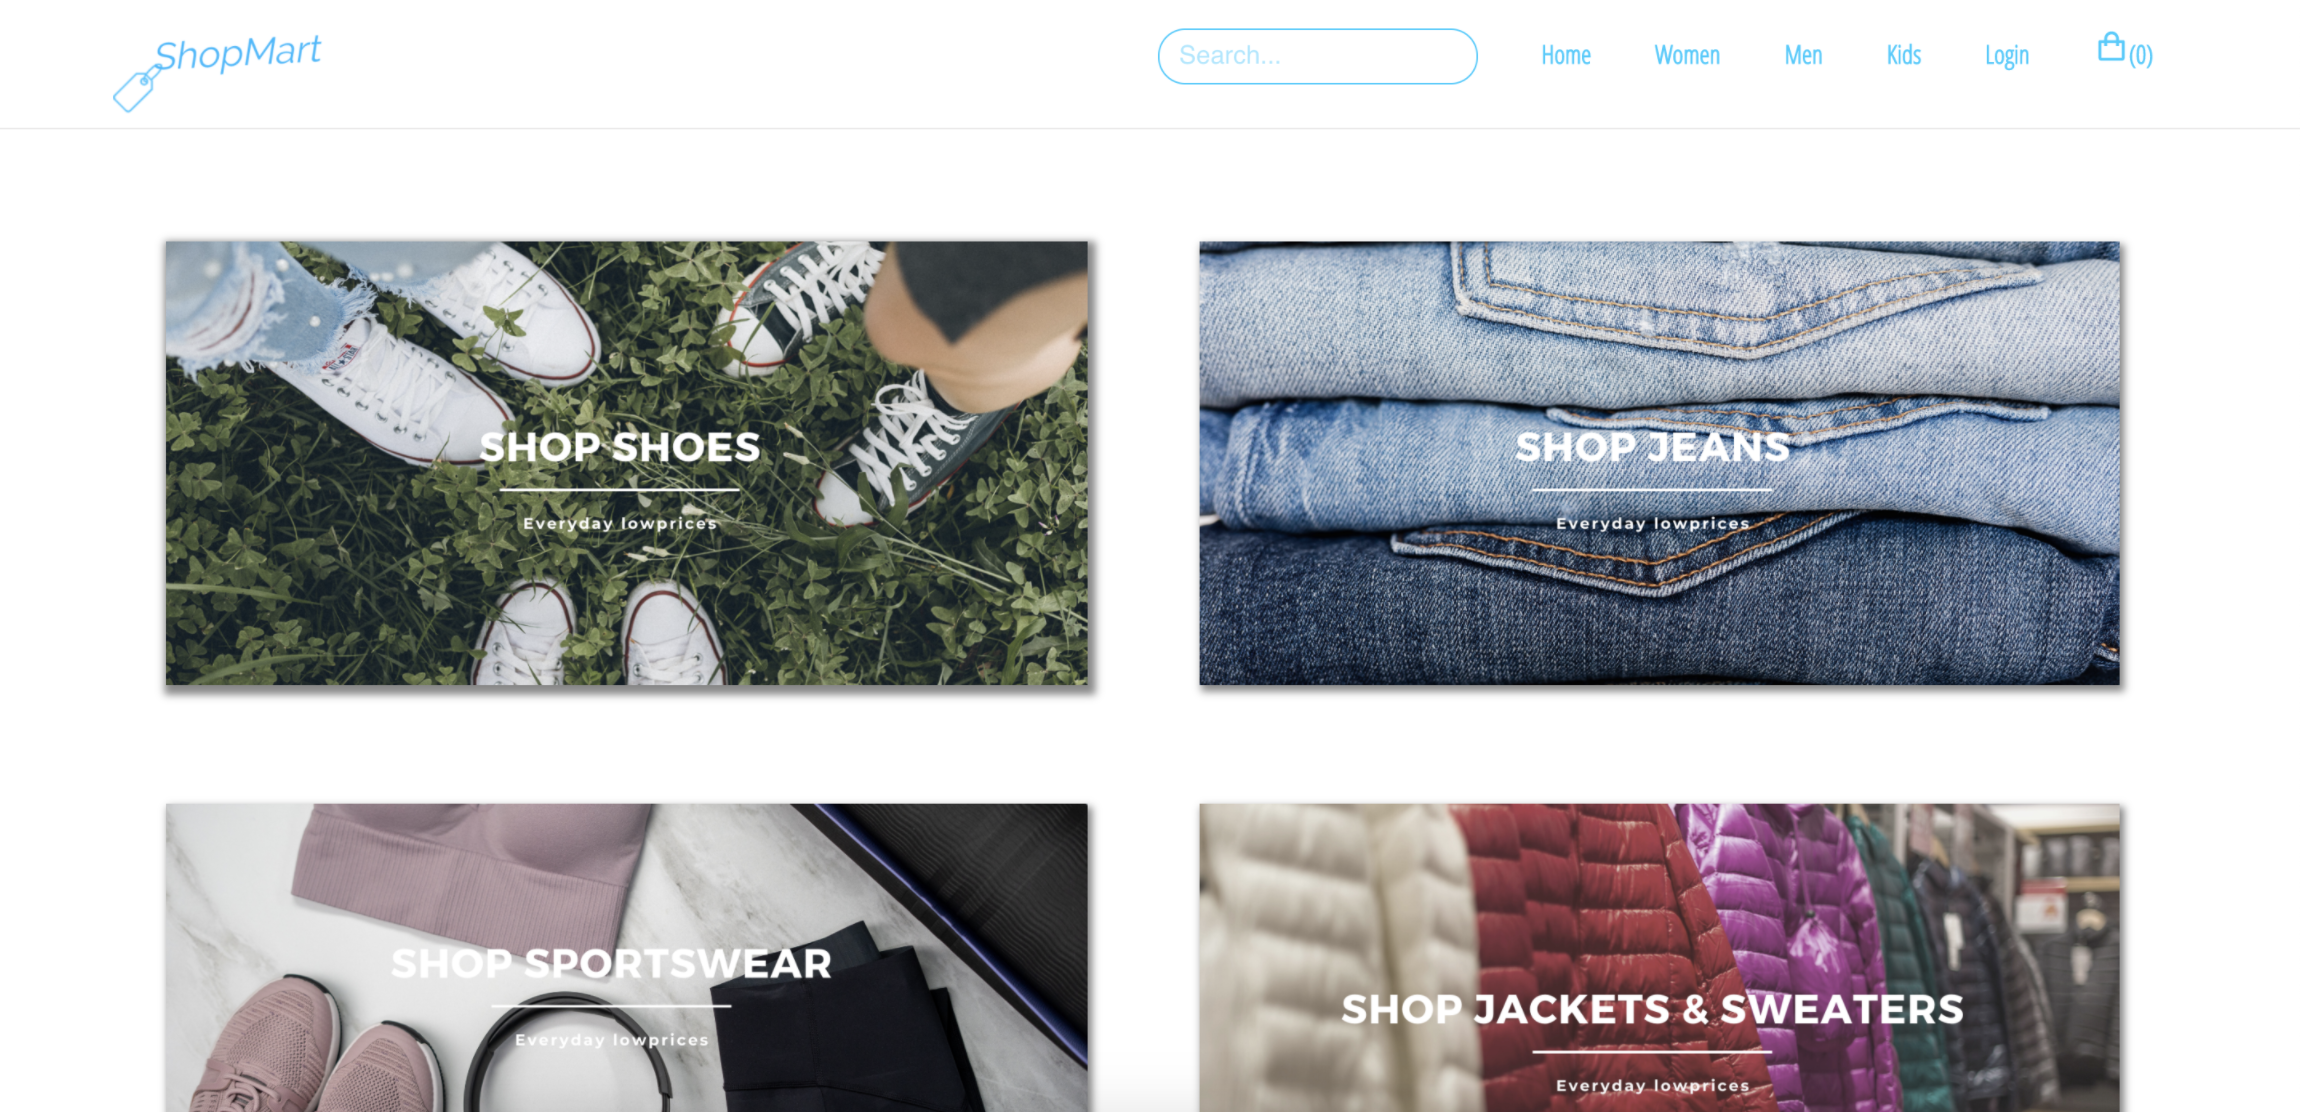 ShopMart
Search...
Home
Women
Men
Kids
Login
(0)
SHOP SHOES
Everyday lowprices
SHOP JEANS
Everyday lowprices
SHOP SPORTSWEAR
Everyday lowprices
SHOP JACKETS & SWEATERS
Everyday lowprices